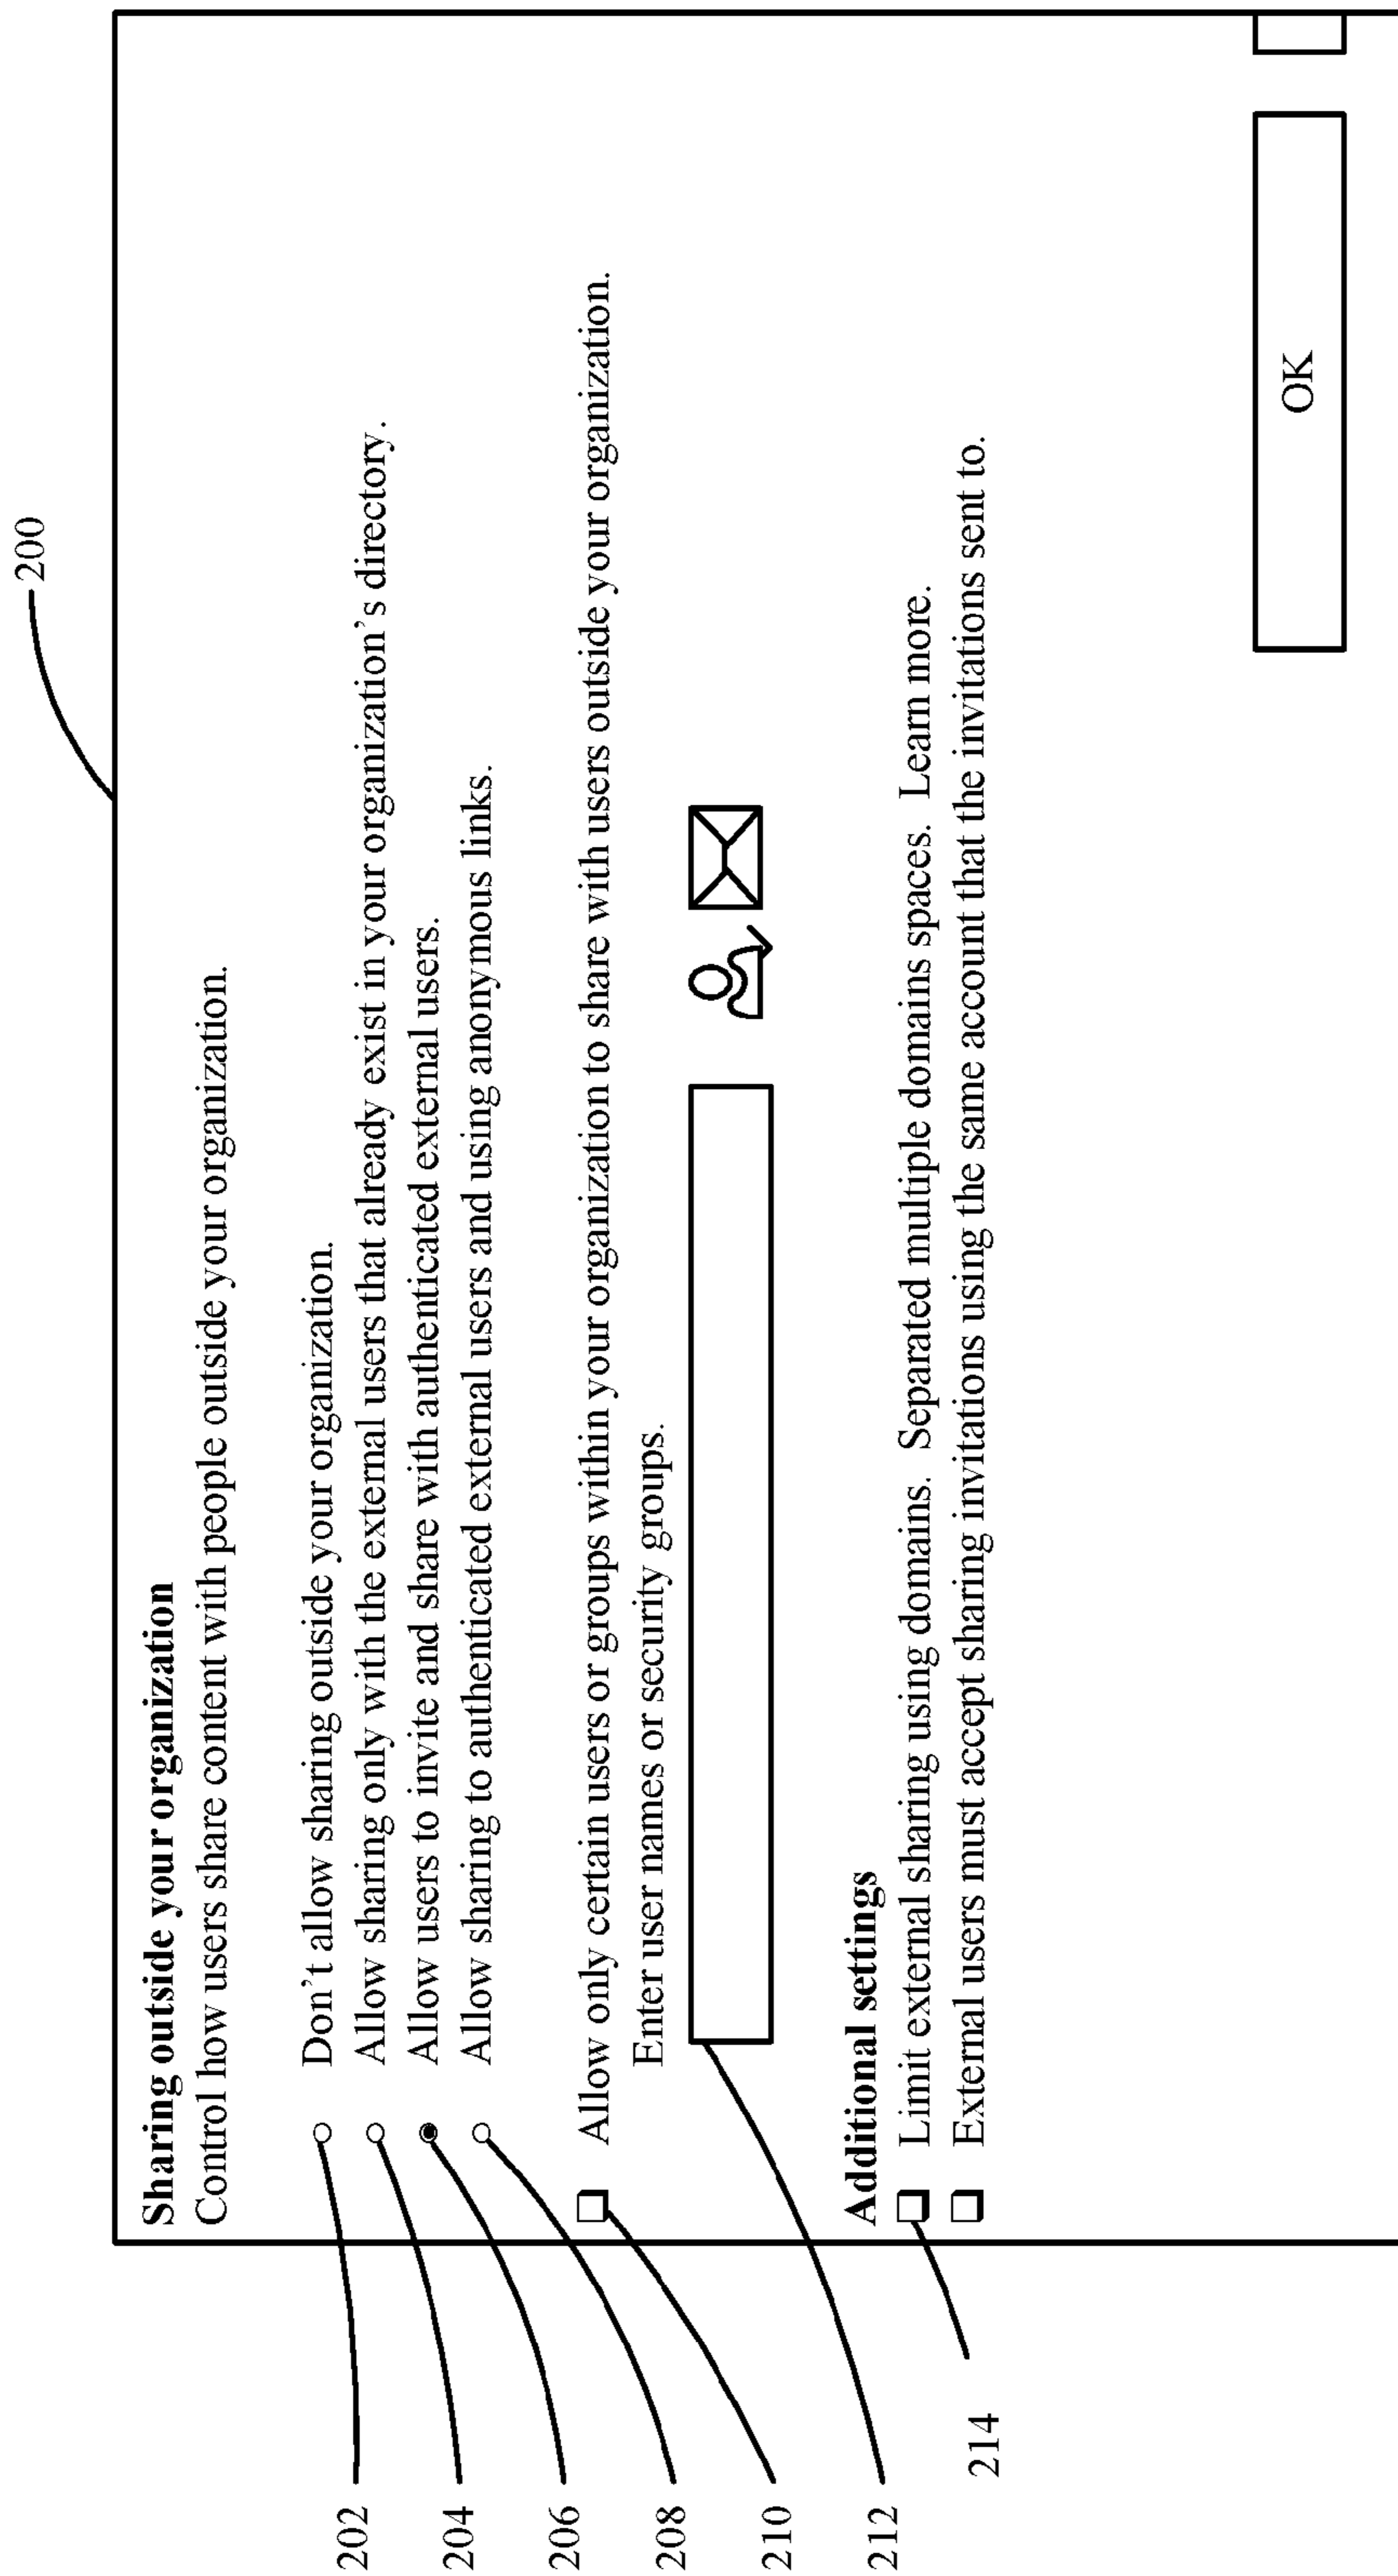 200
Sharing outside your organization
Control how users share content with people outside your organization.
202
Don't allow sharing outside your organization.
204
Allow sharing only with the external users that already exist in your organization's directory.
206
Allow users to invite and share with authenticated external users.
208
Allow sharing to authenticated external users and using anonymous links.
210
Allow only certain users or groups within your organization to share with users outside your organization.
Enter user names or security groups.
212
Additional settings
214
Limit external sharing using domains. Separated multiple domains spaces. Learn more.
External users must accept sharing invitations using the same account that the invitations sent to.
OK